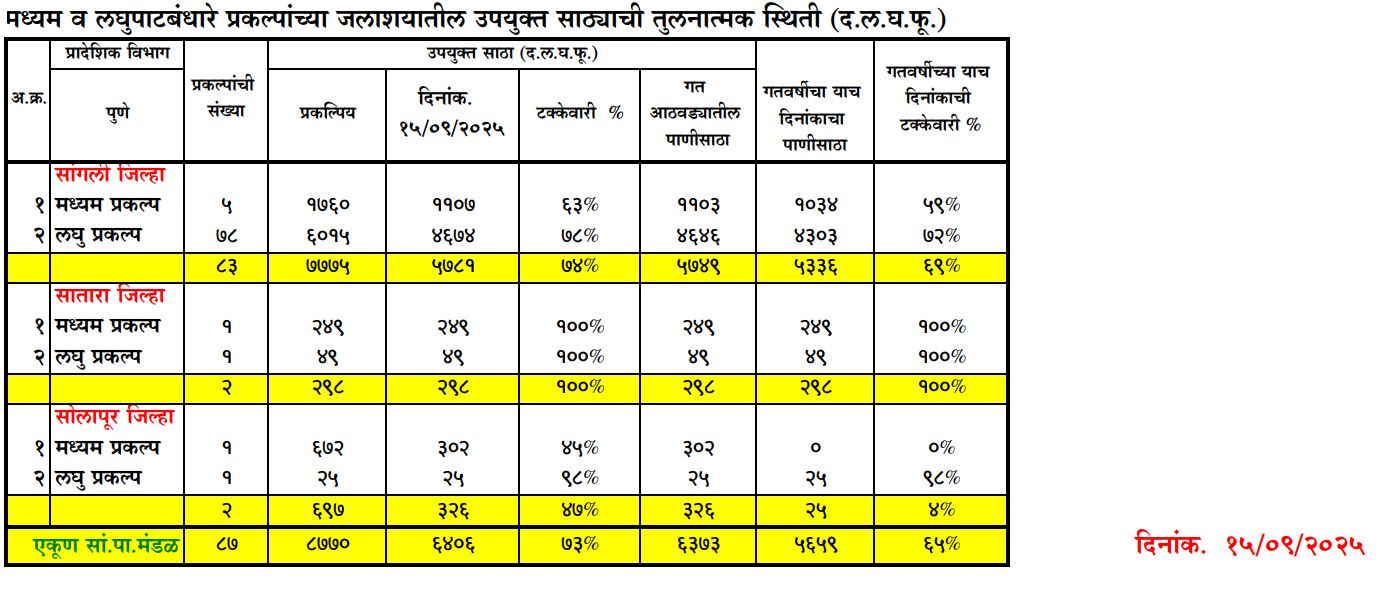 मध्यम व लघुपाटबंधारे प्रकल्पांच्या जलाशयातील उपयुक्त साठ्याची तुलनात्मक स्थिती (द.ल.घ.फू.)
अ.क्र. प्रादेशिक विभाग प्रकल्पांची संख्या उपयुक्त साठा (द.ल.घ.फू.) गतवर्षीचा याच दिनांकाचा पाणीसाठा गतवर्षीच्या याच दिनांकाची टक्केवारी %
पुणे प्रकल्पिय दिनांक. १५/०९/२०२५ टक्केवारी % गत आठवड्यातील पाणीसाठा
सांगली जिल्हा
१ मध्यम प्रकल्प ५ १७६० ११०७ ६३% ११०३ १०३४ ५९%
२ लघु प्रकल्प ७८ ६०१५ ४६७४ ७८% ४६४६ ४३०३ ७२%
८३ ७७७५ ५७८१ ७४% ५७४९ ५३३६ ६९%
सातारा जिल्हा
१ मध्यम प्रकल्प १ २४९ २४९ १००% २४९ २४९ १००%
२ लघु प्रकल्प १ ४९ ४९ १००% ४९ ४९ १००%
२ २९८ २९८ १००% २९८ २९८ १००%
सोलापूर जिल्हा
१ मध्यम प्रकल्प १ ६७२ ३०२ ४५% ३०२ ० ०%
२ लघु प्रकल्प १ २५ २५ ९८% २५ २५ ९८%
२ ६९७ ३२६ ४७% ३२६ २५ ४%
एकूण सां.पा.मंडळ ८७ ८७७० ६४०६ ७३% ६३७३ ५६५९ ६५%
दिनांक. १५/०९/२०२५